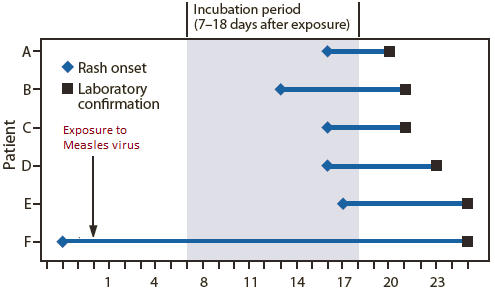 Incubation period
(7–18 days after exposure)
A
Rash onset
B
Laboratory
confirmation
Exposure to
Measles virus
C
Patient
D
E
F
1 4 8 11 14 17 20 23